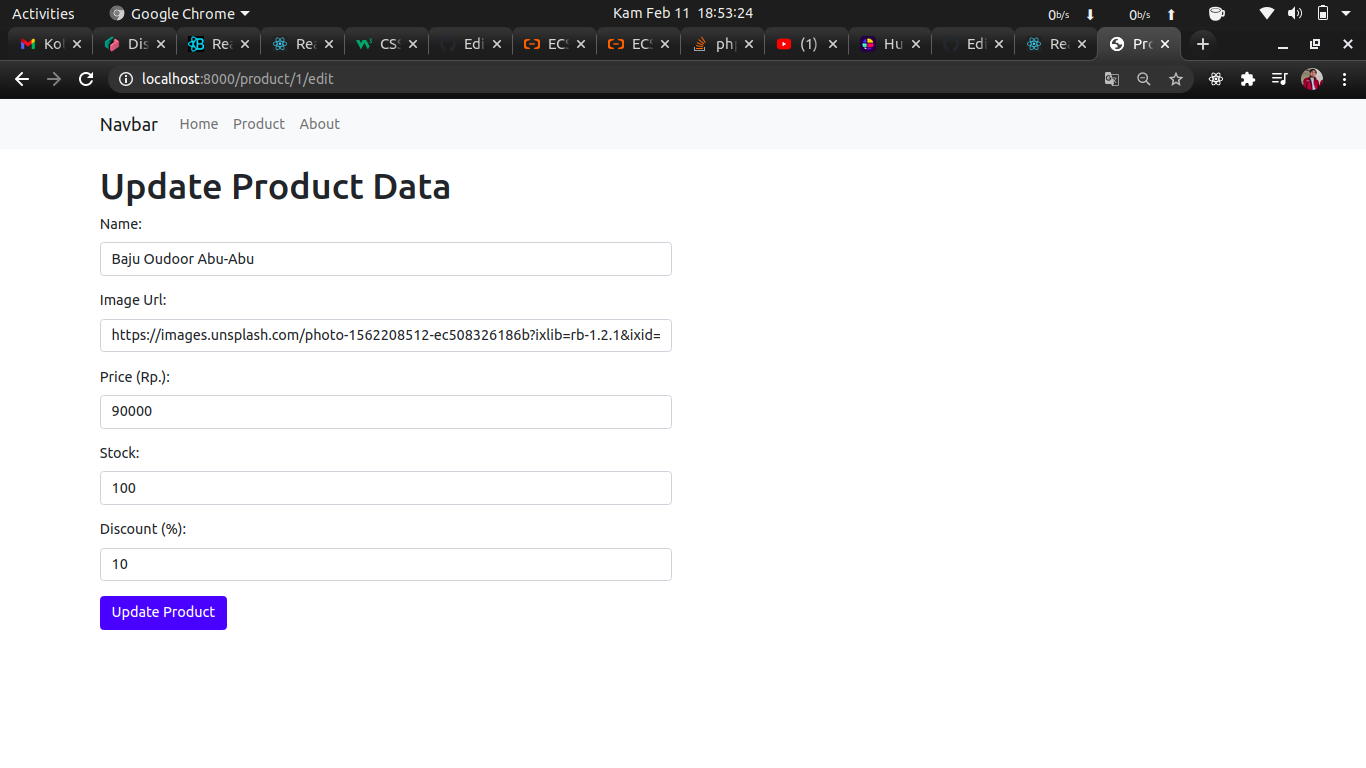 Activities Google Chrome Kam Feb 11 18:53:24 0b/s 0b/s
Kol Dis Rea Rea CSS Edi ECS ECS ph (1) Hu Edi Rea Pro
localhost:8000/product/1/edit
Navbar Home Product About
Update Product Data
Name:
Baju Oudoor Abu-Abu
Image Url:
https://images.unsplash.com/photo-1562208512-ec508326186b?ixlib=rb-1.2.1&ixid=
Price (Rp.):
90000
Stock:
100
Discount (%):
10
Update Product